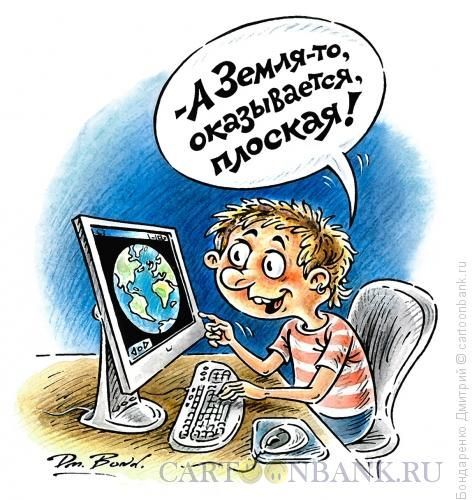 -А Земля-то,
оказывается,
плоская!
Dm. Bond.
CARTOONBANK.RU
Бондаренко Дмитрий © cartoonbank.ru